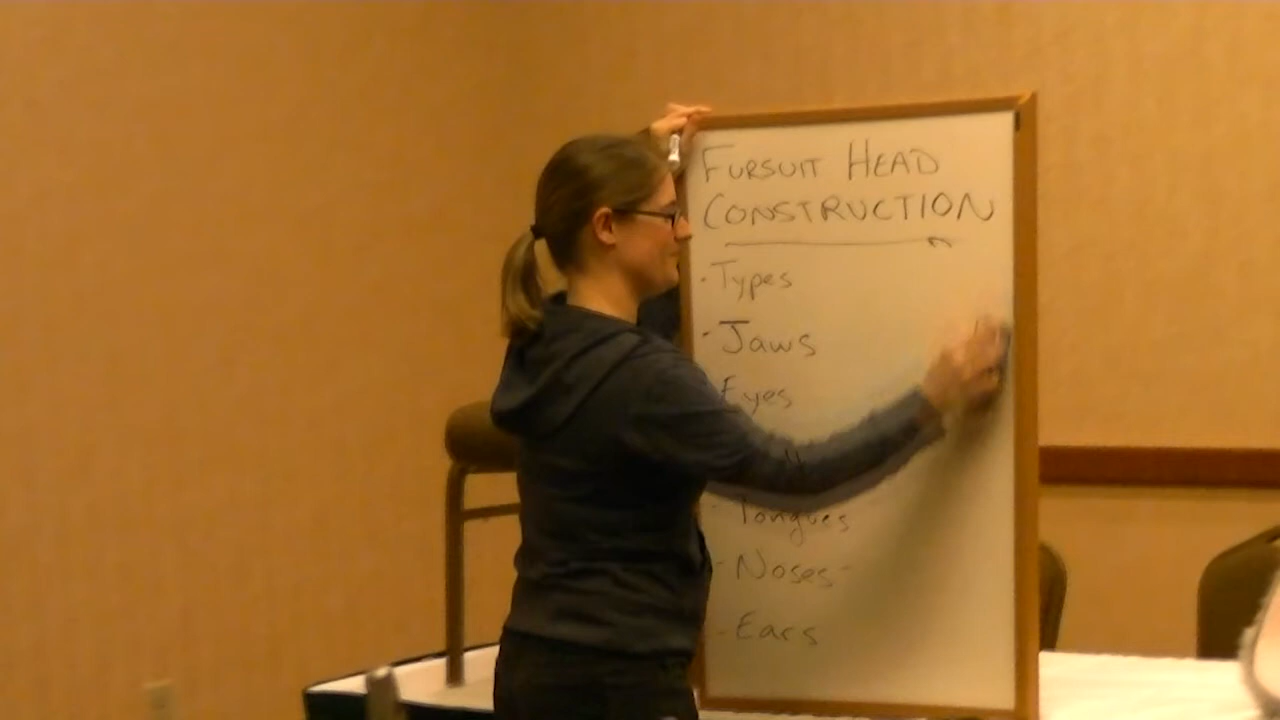 FURSUIT HEAD
CONSTRUCTION
· Types
· Jaws
Eyes
- Tongues
- Noses -
- Ears